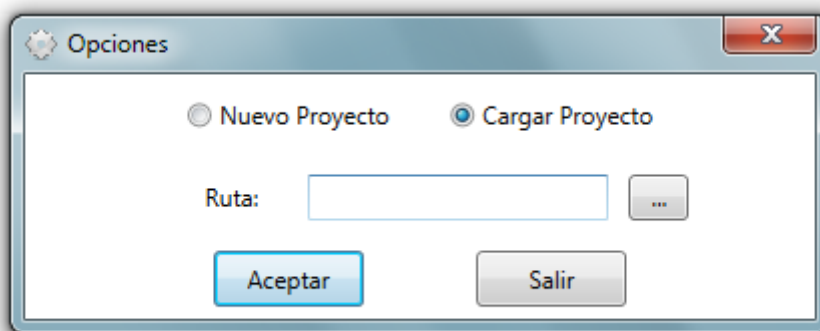 Opciones
Nuevo Proyecto Cargar Proyecto
Ruta: ...
Aceptar Salir